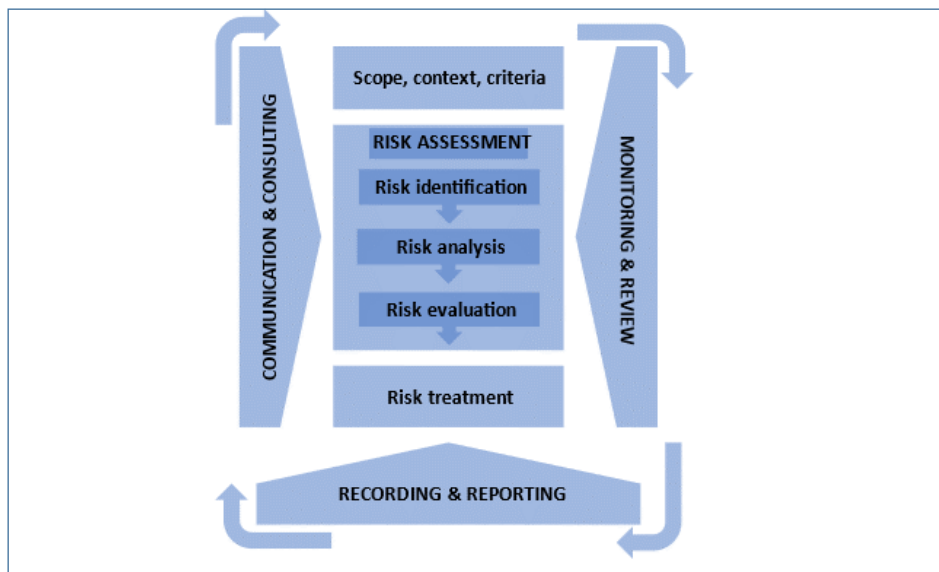 Scope, context, criteria
RISK ASSESSMENT
Risk identification
Risk analysis
Risk evaluation
Risk treatment
COMMUNICATION & CONSULTING
MONITORING & REVIEW
RECORDING & REPORTING